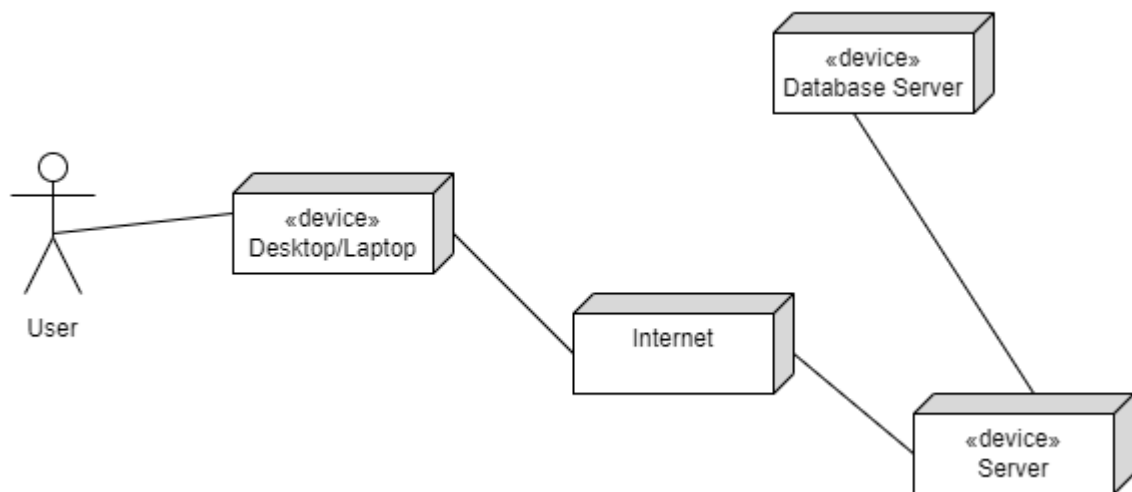 «device»
Database Server
«device»
Desktop/Laptop
User
Internet
«device»
Server